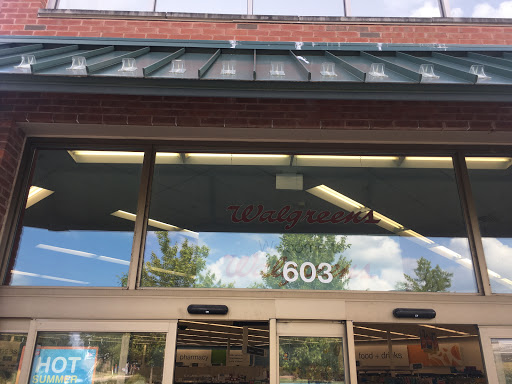 Walgreens
603
pharmacy
food + drinks
HOT
SUMMER